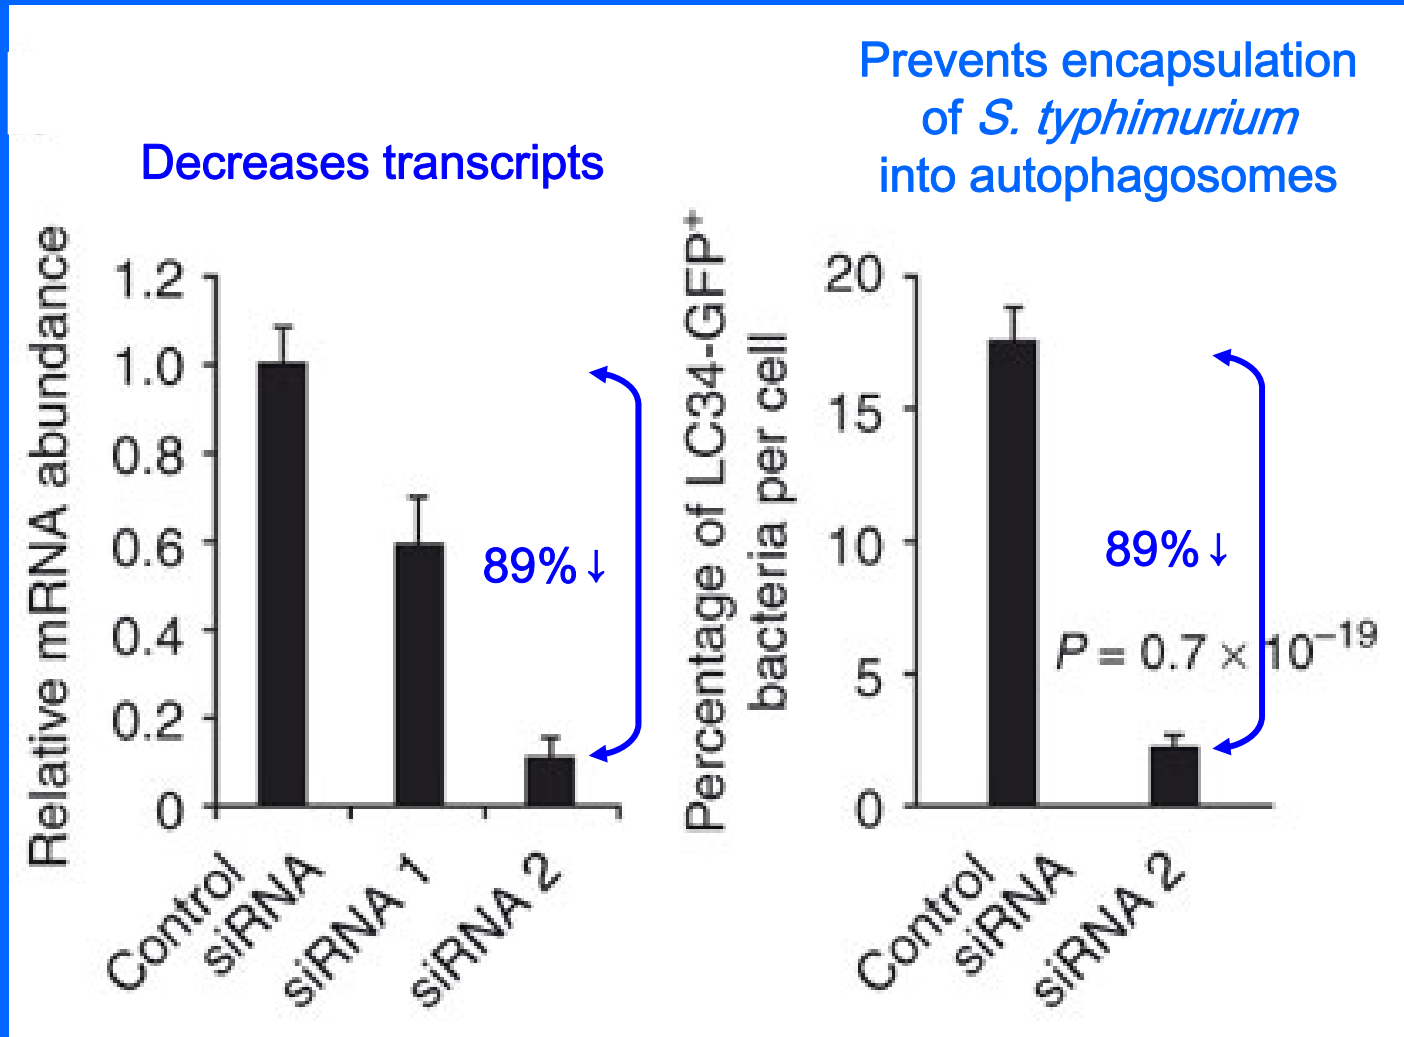 Decreases transcripts
Relative mRNA abundance
1.2
1.0
0.8
0.6
0.4
0.2
0
89%↓
Control
siRNA
siRNA 1
siRNA 2
Prevents encapsulation
of S. typhimurium
into autophagosomes
Percentage of LC34-GFP⁺
bacteria per cell
20
15
10
5
0
89%↓
P = 0.7 × 10⁻¹⁹
Control
siRNA
siRNA 2